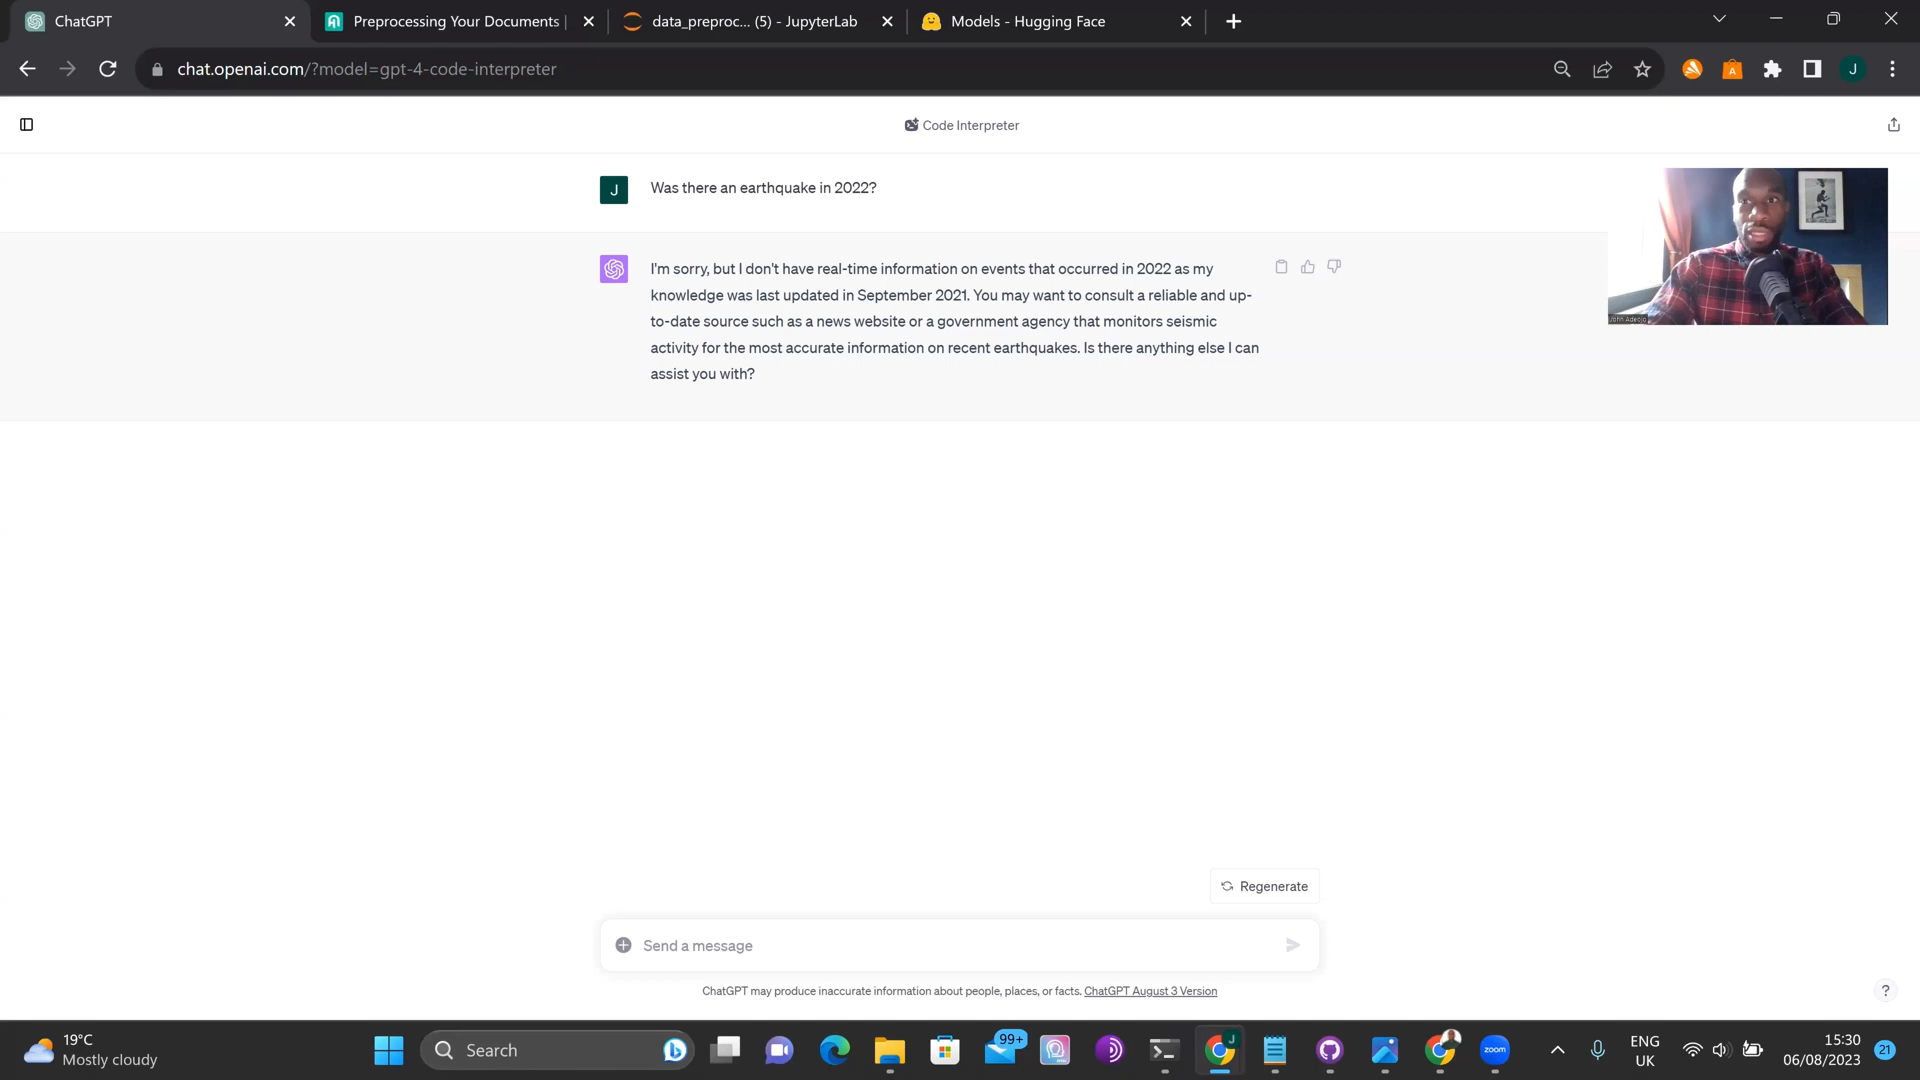 ChatGPT
Preprocessing Your Documents |
data_preproc... (5) - JupyterLab
Models - Hugging Face
chat.openai.com/?model=gpt-4-code-interpreter
A
J
Code Interpreter
J
Was there an earthquake in 2022?
I'm sorry, but I don't have real-time information on events that occurred in 2022 as my
knowledge was last updated in September 2021. You may want to consult a reliable and up-
to-date source such as a news website or a government agency that monitors seismic
activity for the most accurate information on recent earthquakes. Is there anything else I can
assist you with?
John Adeojo
Regenerate
Send a message
ChatGPT may produce inaccurate information about people, places, or facts. ChatGPT August 3 Version
?
19°C
Mostly cloudy
Search
99+
J
zoom
ENG
UK
15:30
06/08/2023
21